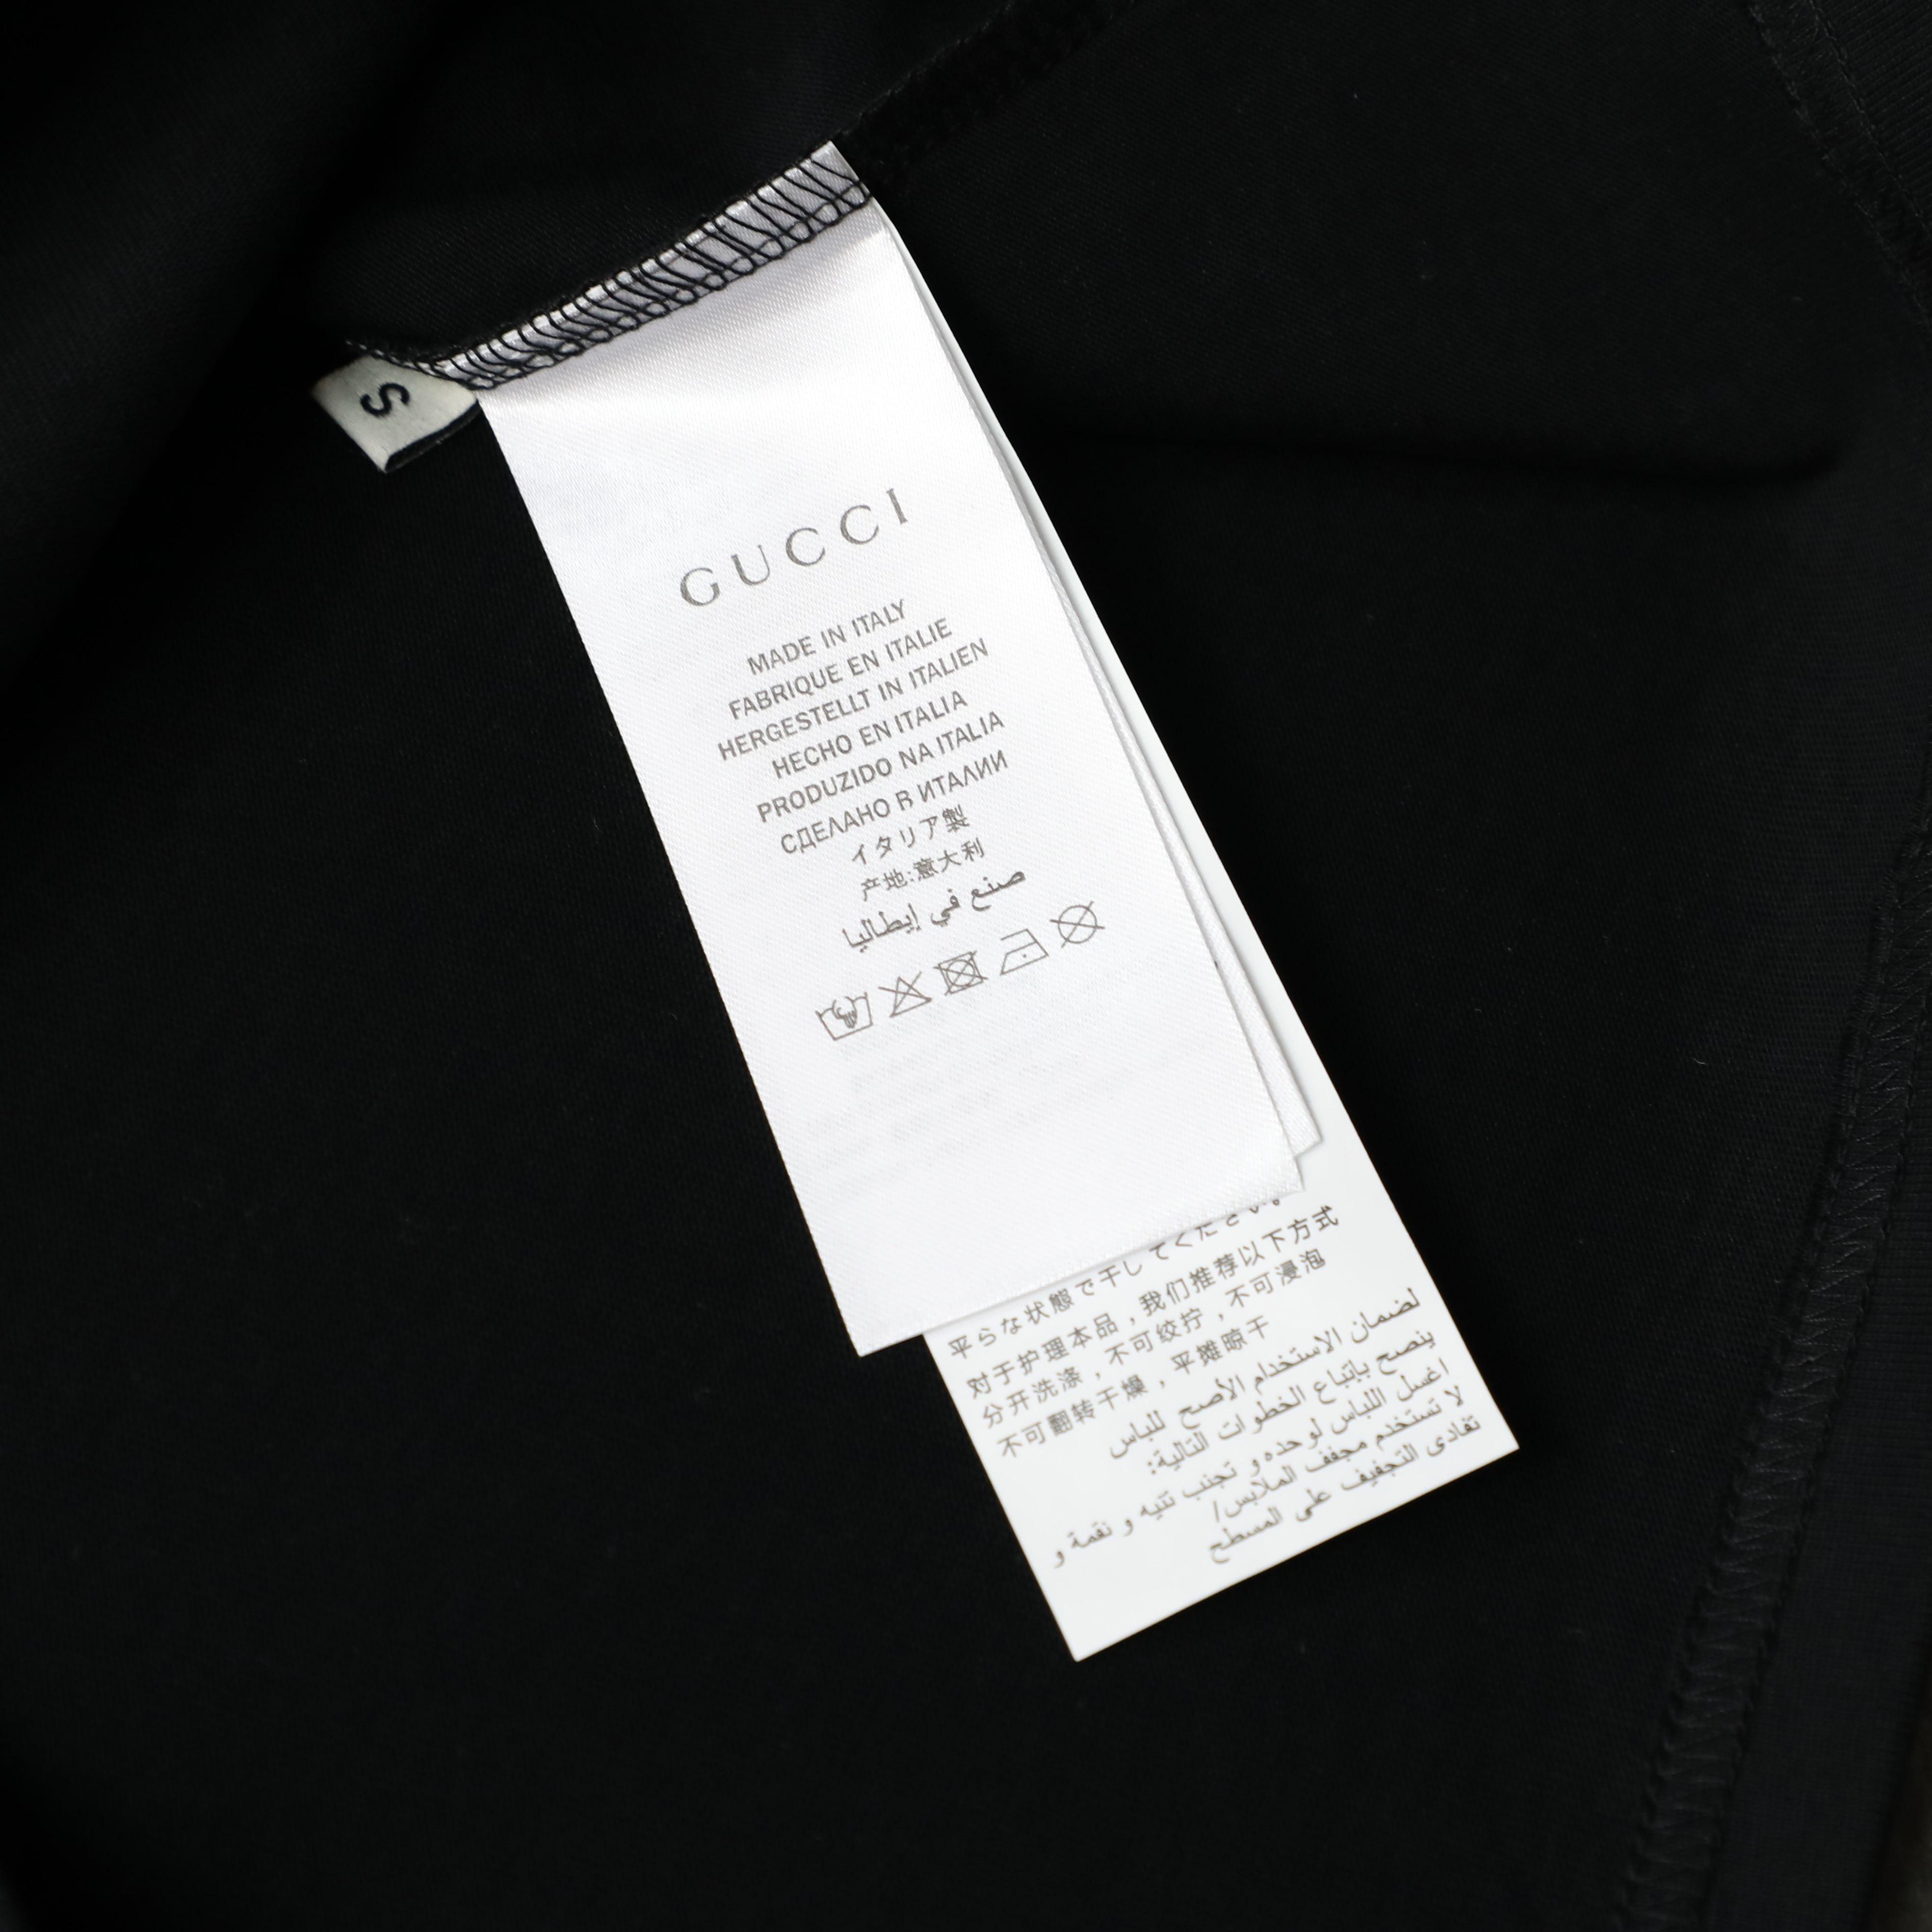 S
GUCCI
MADE IN ITALY
FABRIQUE EN ITALIE
HERGESTELLT IN ITALIEN
HECHO EN ITALIA
PRODUZIDO NA ITALIA
СДЕЛАНО В ИТАЛИИ
イタリア製
产地:意大利
صنع في إيطاليا
平らな状態で干してください。
对于护理本品，我们推荐以下方式
分开洗涤，不可绞拧，不可浸泡
不可翻转干燥，平摊晾干
لضمان الاستخدام الأصح للباس
ينصح بإتباع الخطوات التالية:
اغسل اللباس لوحده و تجنب تنيه و نقمة و
لا تستخدم مجفف الملابس/
تفادى التجفيف على المسطح